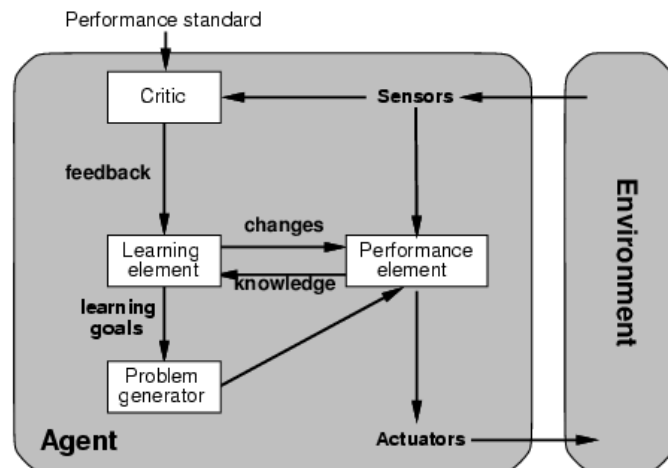 Performance standard
Critic
Sensors
feedback
changes
Learning
element
Performance
element
knowledge
learning
goals
Problem
generator
Agent
Actuators
Environment